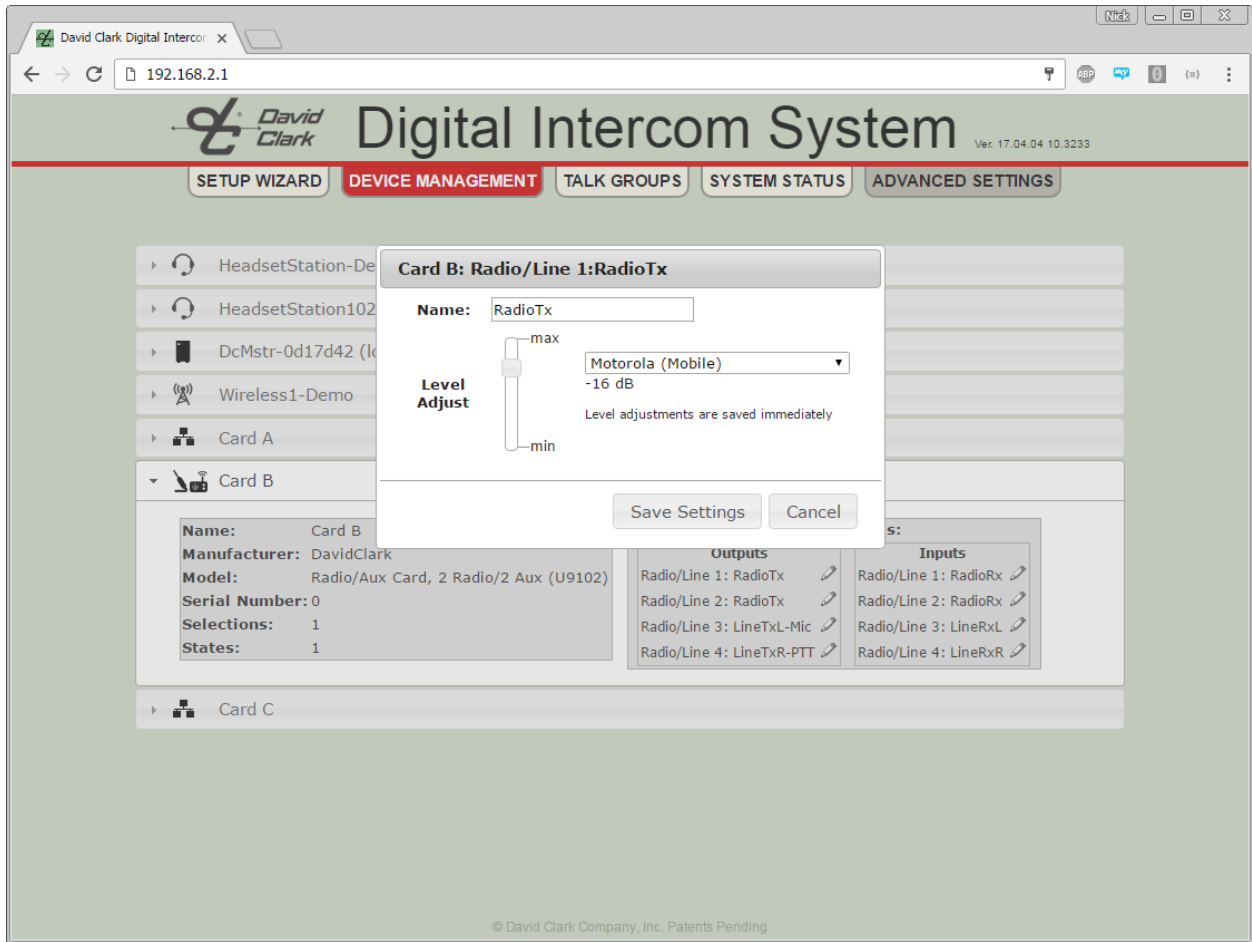 Nick
David Clark Digital Intercon
192.168.2.1
ABP
David Clark
Digital Intercom System
Ver. 17.04.04 10.3233
SETUP WIZARD
DEVICE MANAGEMENT
TALK GROUPS
SYSTEM STATUS
ADVANCED SETTINGS
HeadsetStation-De
HeadsetStation102
DcMstr-0d17d42 (lo
Wireless1-Demo
Card A
Card B
Card B: Radio/Line 1:RadioTx
Name: RadioTx
max
Motorola (Mobile)
-16 dB
Level Adjust
Level adjustments are saved immediately
min
Save Settings
Cancel
Name: Card B
Manufacturer: DavidClark
Model: Radio/Aux Card, 2 Radio/2 Aux (U9102)
Serial Number: 0
Selections: 1
States: 1
s:
Outputs
Radio/Line 1: RadioTx
Radio/Line 2: RadioTx
Radio/Line 3: LineTxL-Mic
Radio/Line 4: LineTxR-PTT
Inputs
Radio/Line 1: RadioRx
Radio/Line 2: RadioRx
Radio/Line 3: LineRxL
Radio/Line 4: LineRxR
Card C
© David Clark Company, Inc. Patents Pending